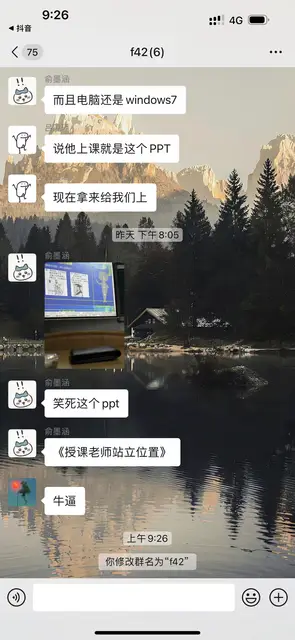 9:26
4G
抖音
75
f42(6)
俞墨涵
而且电脑还是windows7
说他上课就是这个PPT
现在拿来给我们上
昨天 下午8:05
俞墨涵
俞墨涵
笑死这个ppt
俞墨涵
《授课老师站立位置》
牛逼
上午9:26
你修改群名为“f42”